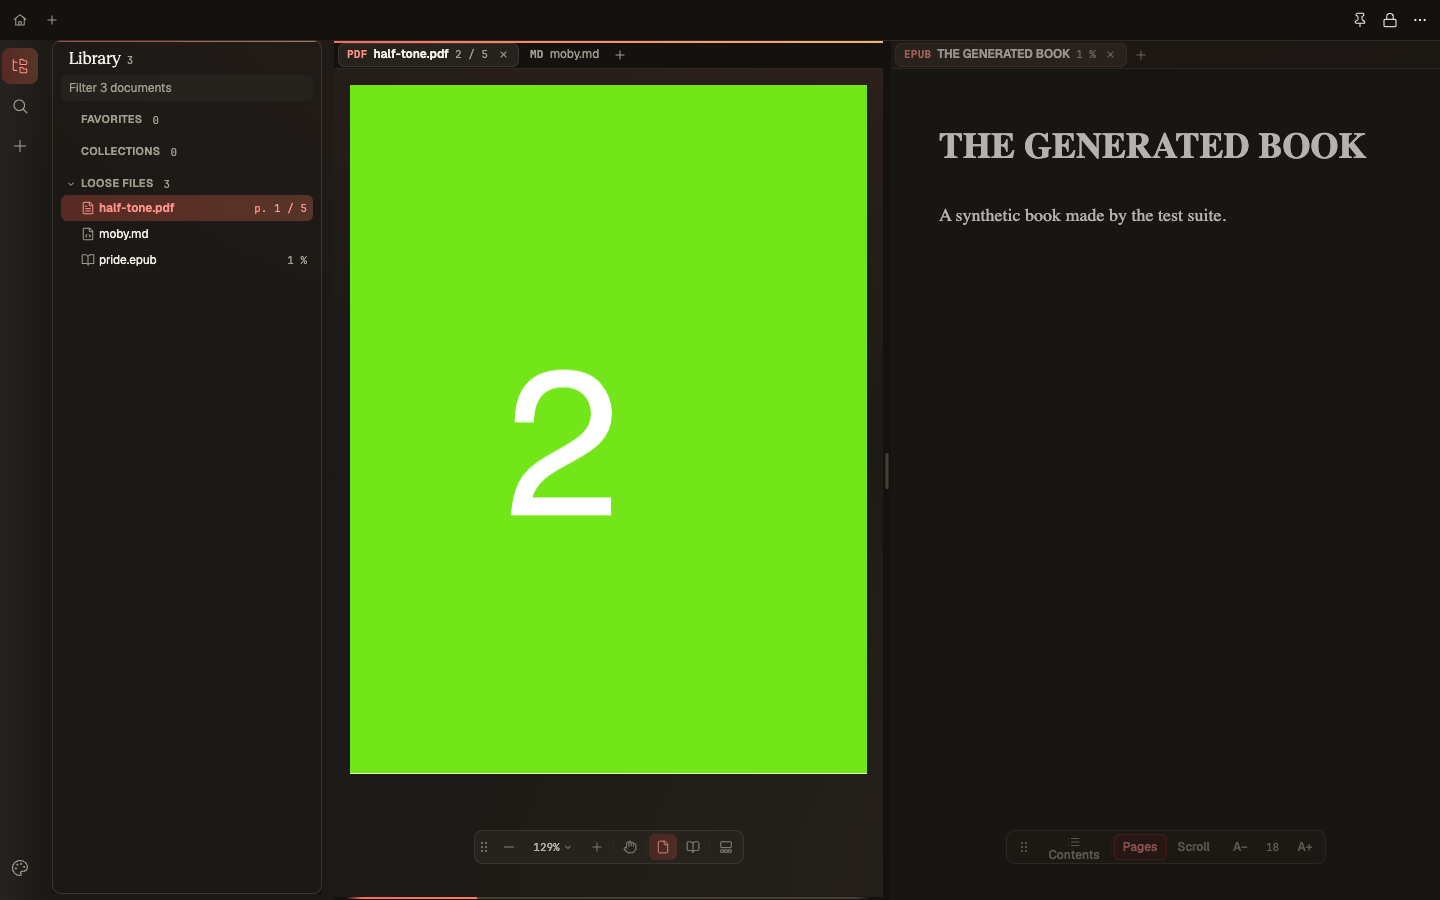 Library 3
Filter 3 documents
FAVORITES 0
COLLECTIONS 0
LOOSE FILES 3
half-tone.pdf p. 1 / 5
moby.md
pride.epub 1 %
PDF half-tone.pdf 2 / 5 × MD moby.md +
2
129%
EPUB THE GENERATED BOOK 1 % × +
THE GENERATED BOOK
A synthetic book made by the test suite.
Contents Pages Scroll A− 18 A+